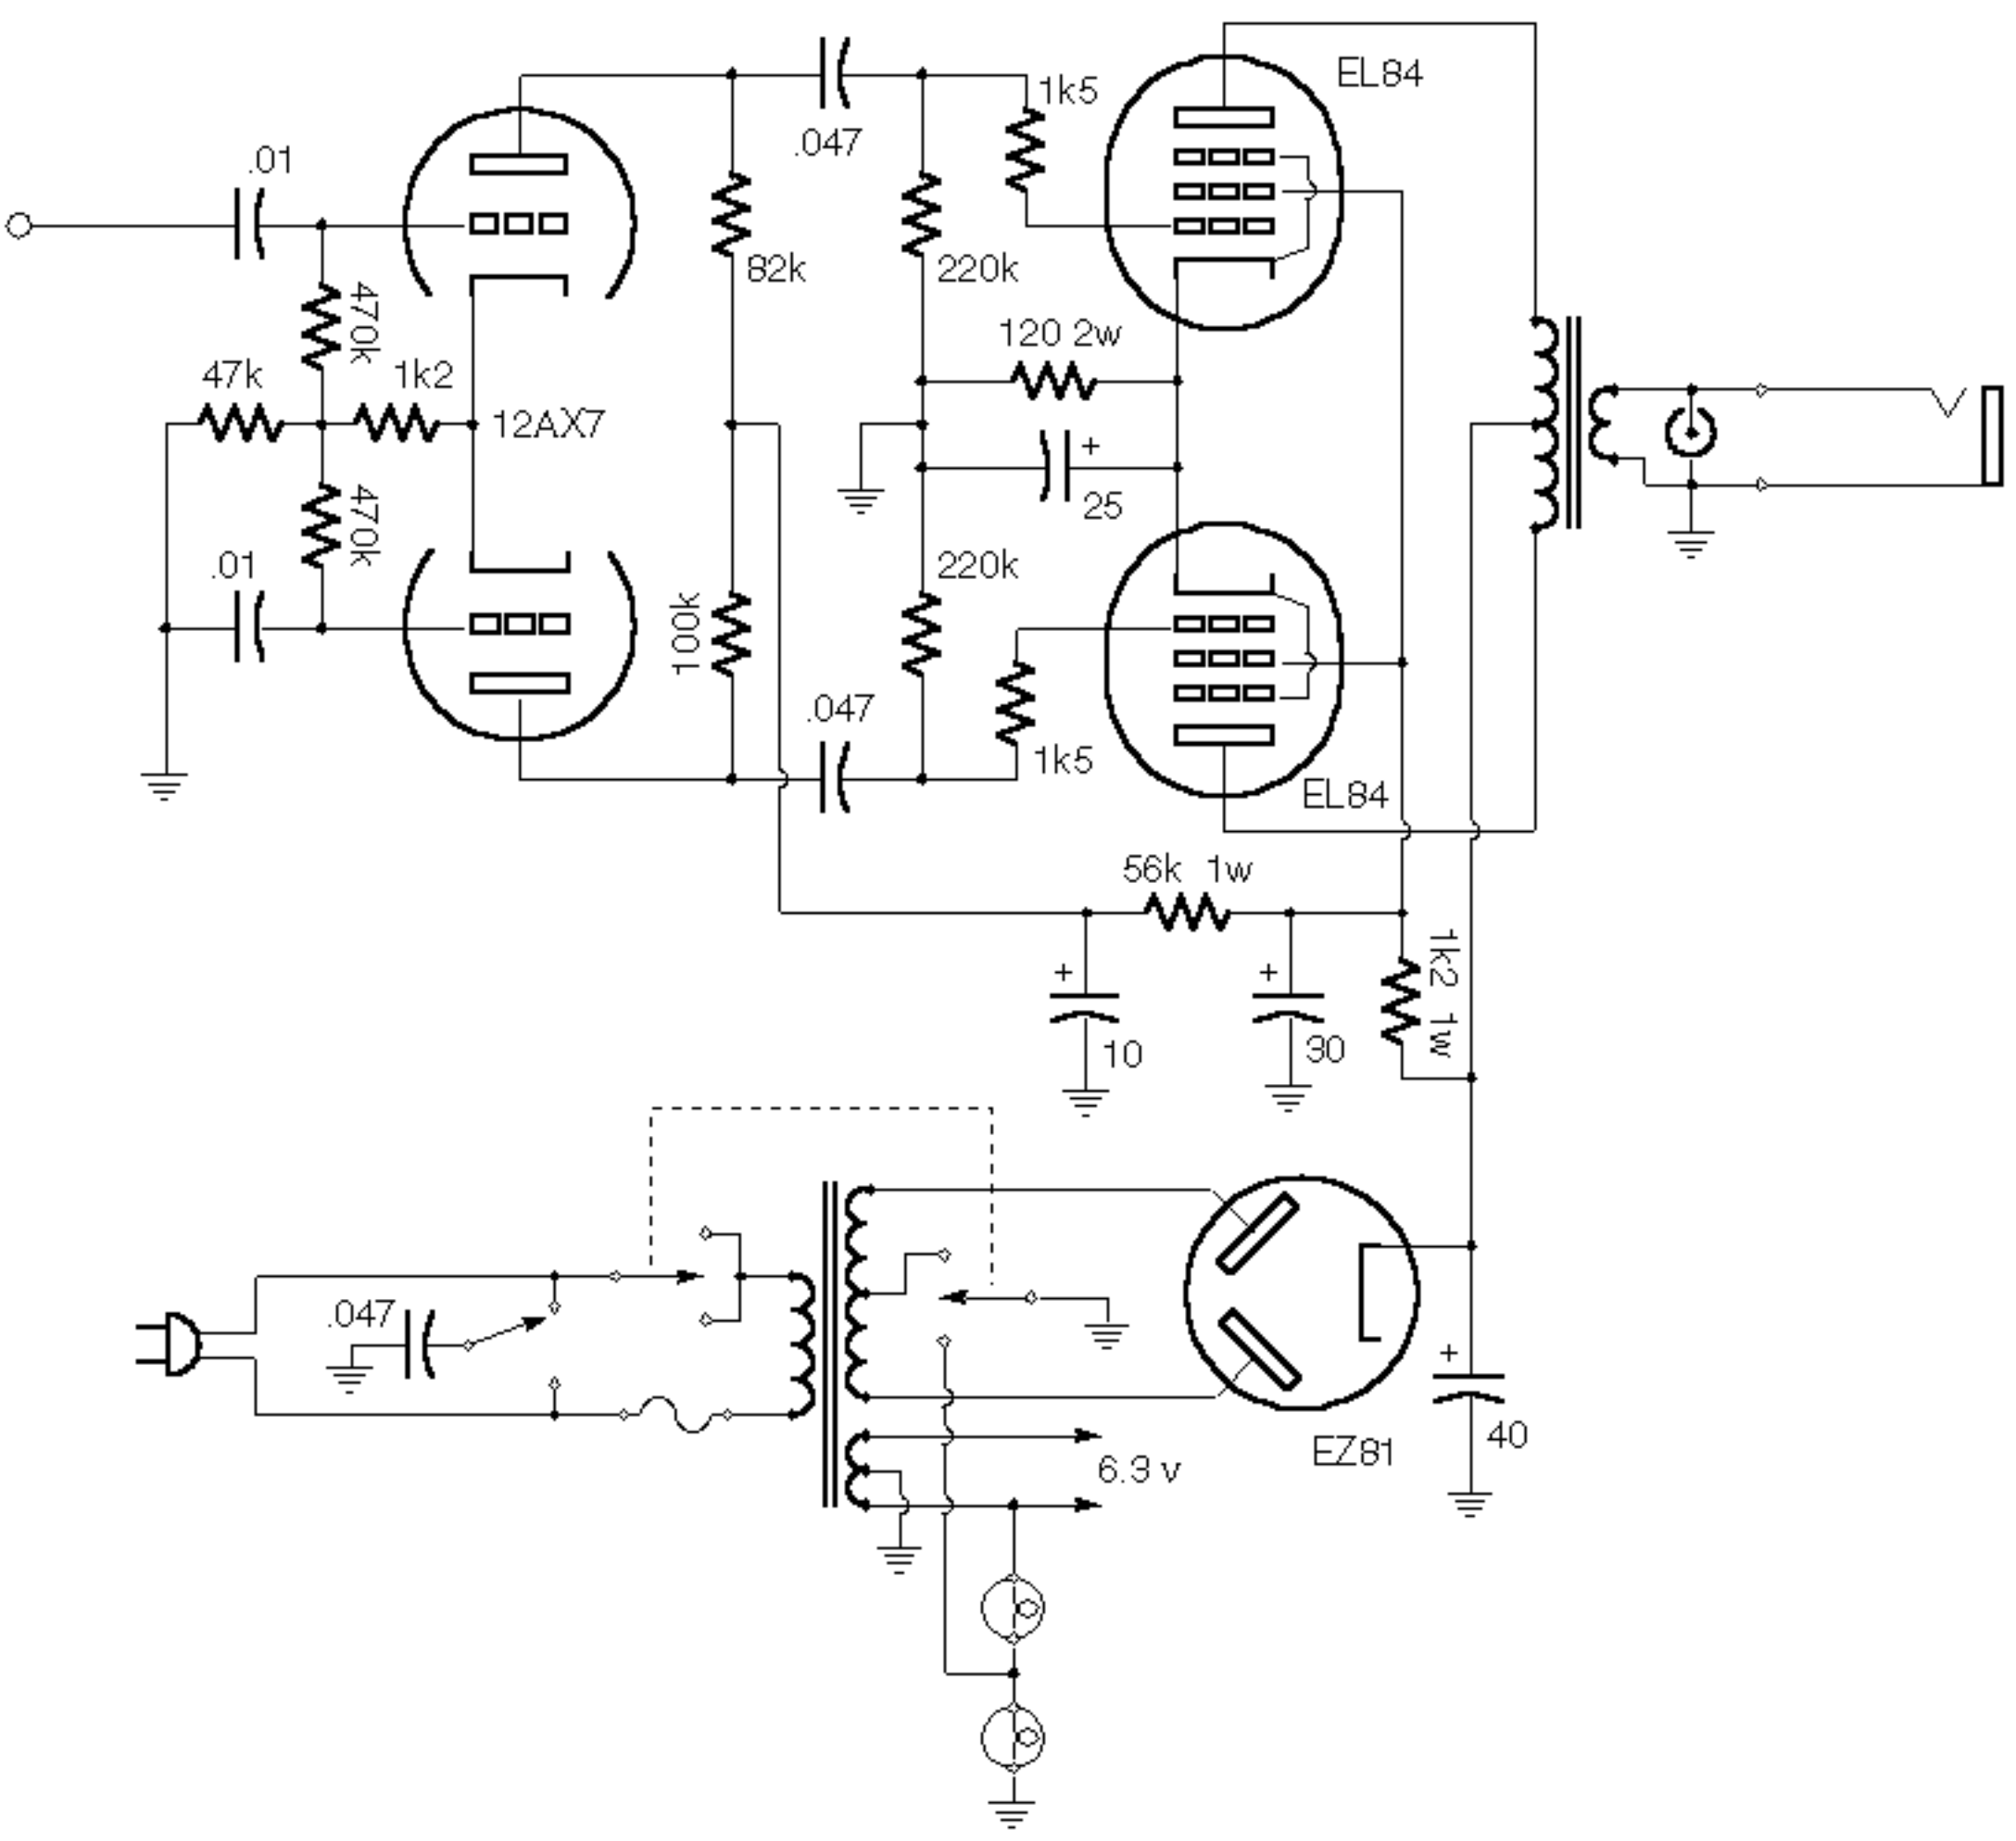 EL84
1k5
.047
.01
82k
220k
470k
120 2w
47k
1k2
12AX7
+
25
470k
.01
220k
100k
.047
1k5
EL84
56k 1w
1k2 1w
+
+
10
30
.047
+
40
EZ81
6.3 v